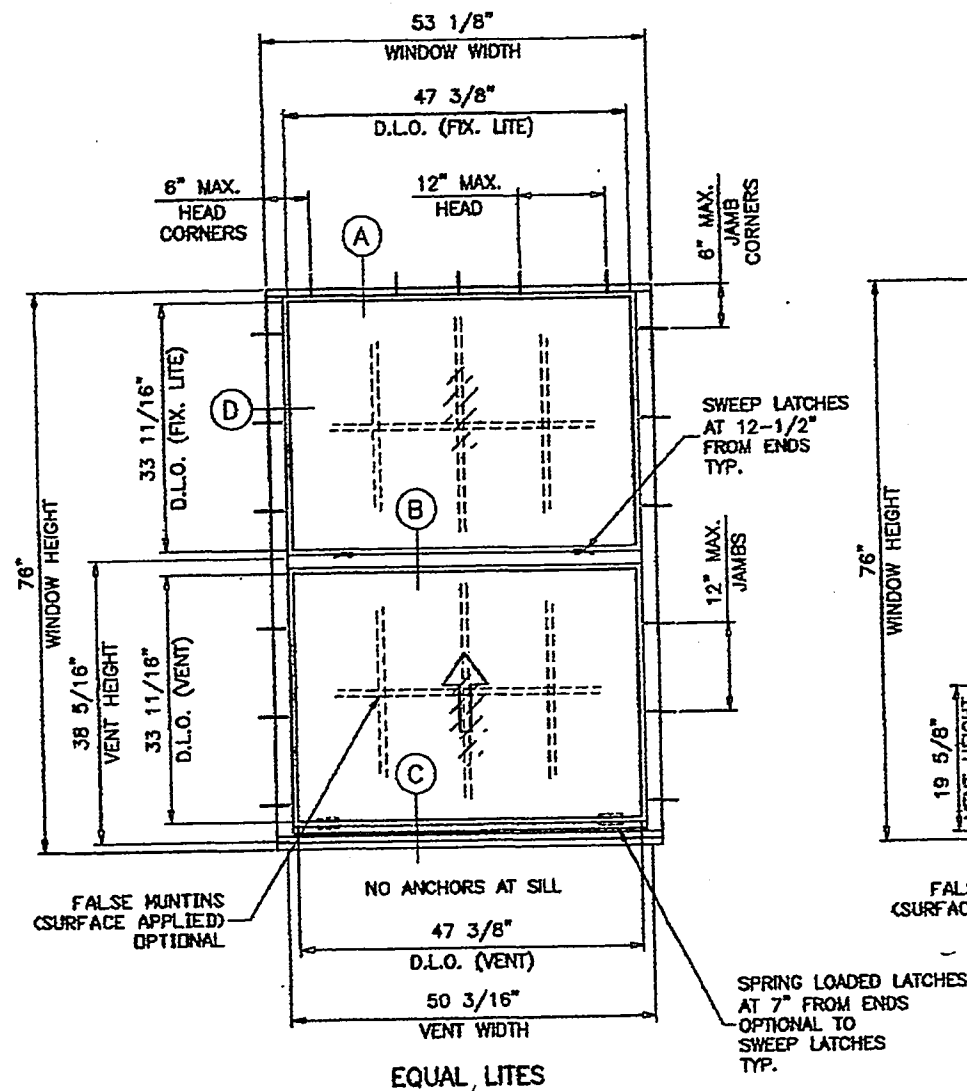 53 1/8"
WINDOW WIDTH
47 3/8"
D.L.O. (FIX. LITE)
6" MAX.
HEAD
CORNERS
12" MAX.
HEAD
6" MAX.
JAMB
CORNERS
A
D
B
C
76"
WINDOW HEIGHT
33 11/16"
D.L.O. (FIX. LITE)
38 5/16"
VENT HEIGHT
33 11/16"
D.L.O. (VENT)
SWEEP LATCHES
AT 12-1/2"
FROM ENDS
TYP.
12" MAX.
JAMBS
76"
WINDOW HEIGHT
19 5/8"
FALSE MUNTINS
(SURFACE APPLIED)
OPTIONAL
NO ANCHORS AT SILL
47 3/8"
D.L.O. (VENT)
50 3/16"
VENT WIDTH
SPRING LOADED LATCHES
AT 7" FROM ENDS
OPTIONAL TO
SWEEP LATCHES
TYP.
EQUAL LITES